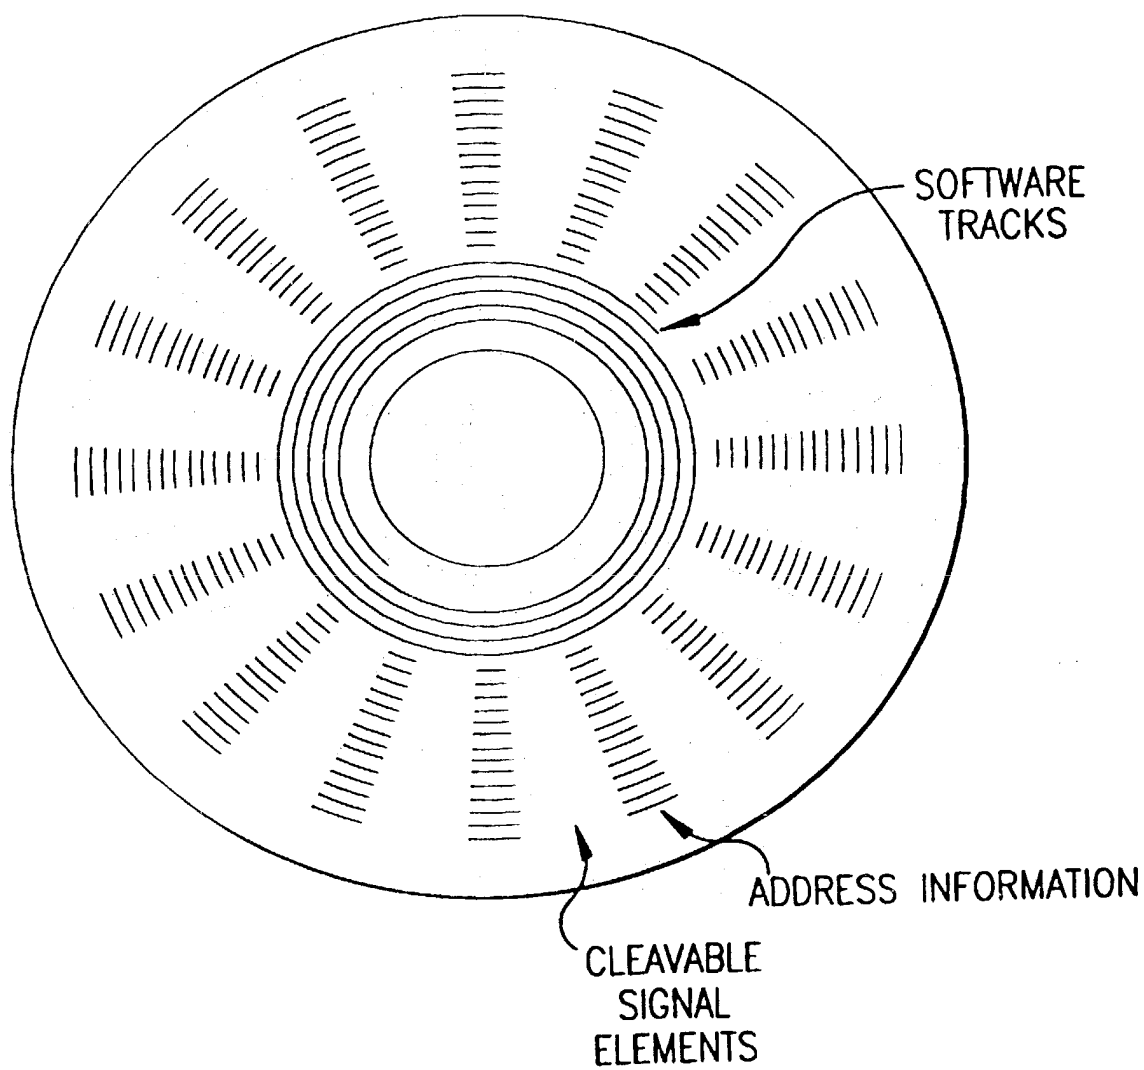 SOFTWARE
TRACKS
ADDRESS INFORMATION
CLEAVABLE
SIGNAL
ELEMENTS